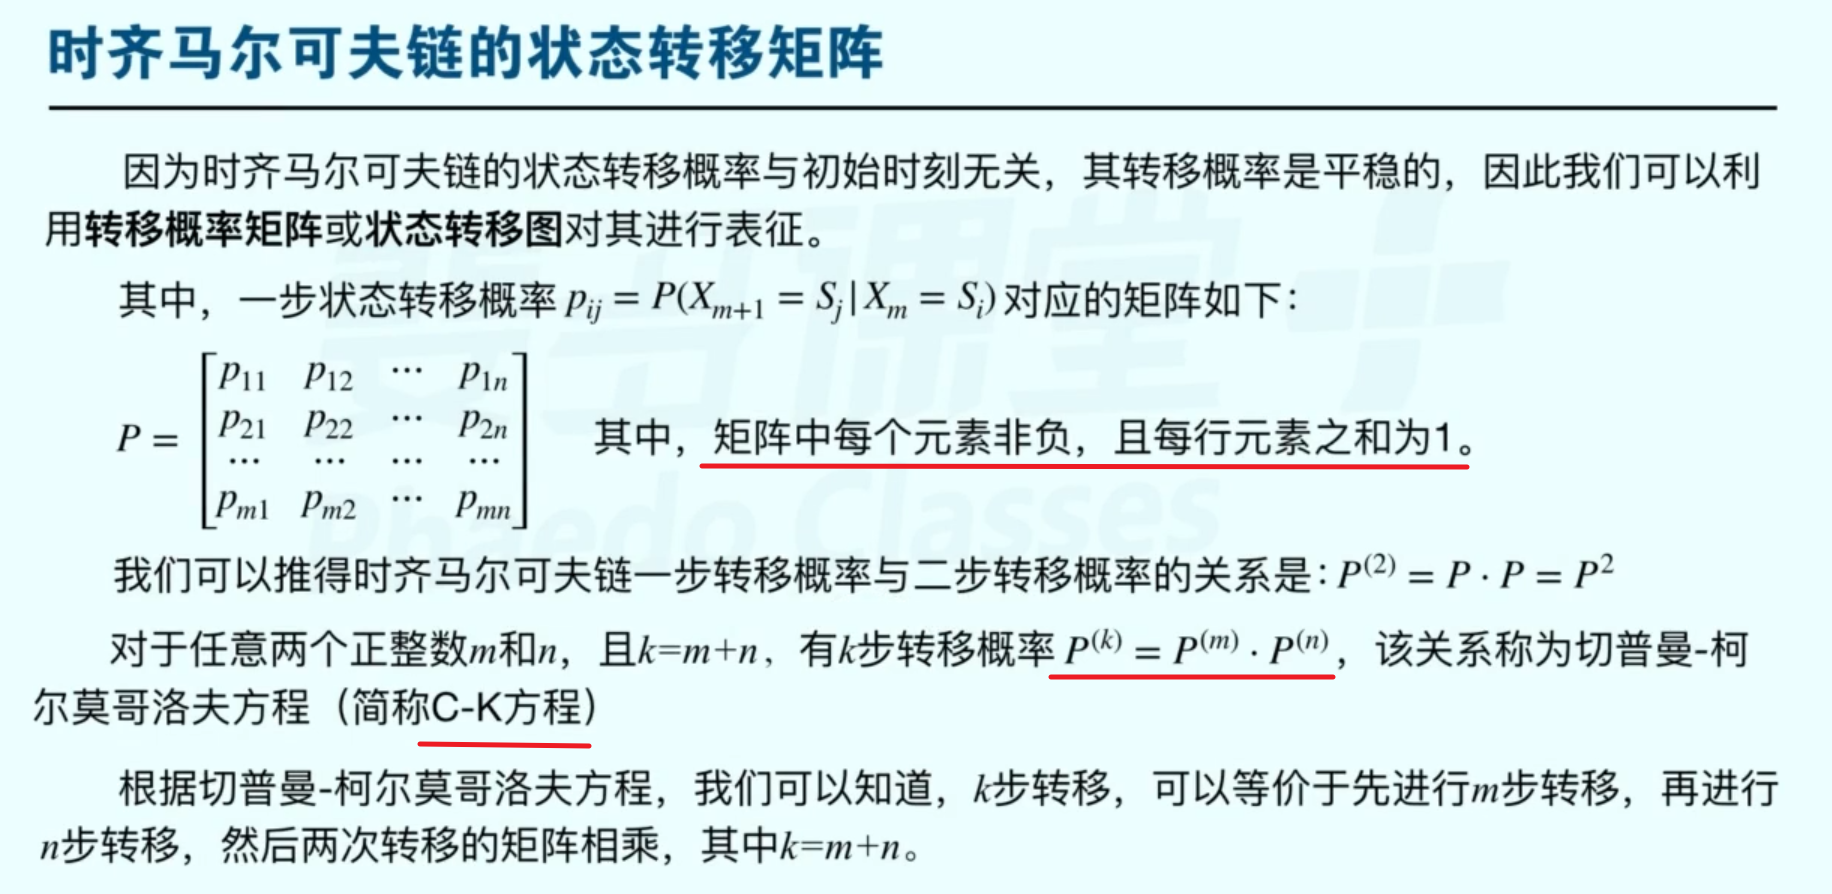 时齐马尔可夫链的状态转移矩阵
因为时齐马尔可夫链的状态转移概率与初始时刻无关，其转移概率是平稳的，因此我们可以利
用转移概率矩阵或状态转移图对其进行表征。
其中，一步状态转移概率 p_{ij} = P(X_{m+1} = S_j | X_m = S_i) 对应的矩阵如下：
p_{11} p_{12} ⋯ p_{1n}
p_{21} p_{22} ⋯ p_{2n}
P = [⋯ ⋯ ⋯ ⋯] 其中，矩阵中每个元素非负，且每行元素之和为1。
p_{m1} p_{m2} ⋯ p_{mn}
我们可以推得时齐马尔可夫链一步转移概率与二步转移概率的关系是：P^{(2)} = P · P = P^2
对于任意两个正整数m和n，且k=m+n，有k步转移概率 P^{(k)} = P^{(m)} · P^{(n)}，该关系称为切普曼-柯
尔莫哥洛夫方程（简称C-K方程）
根据切普曼-柯尔莫哥洛夫方程，我们可以知道，k步转移，可以等价于先进行m步转移，再进行
n步转移，然后两次转移的矩阵相乘，其中k=m+n。
斐多课堂
Phaedo Classes